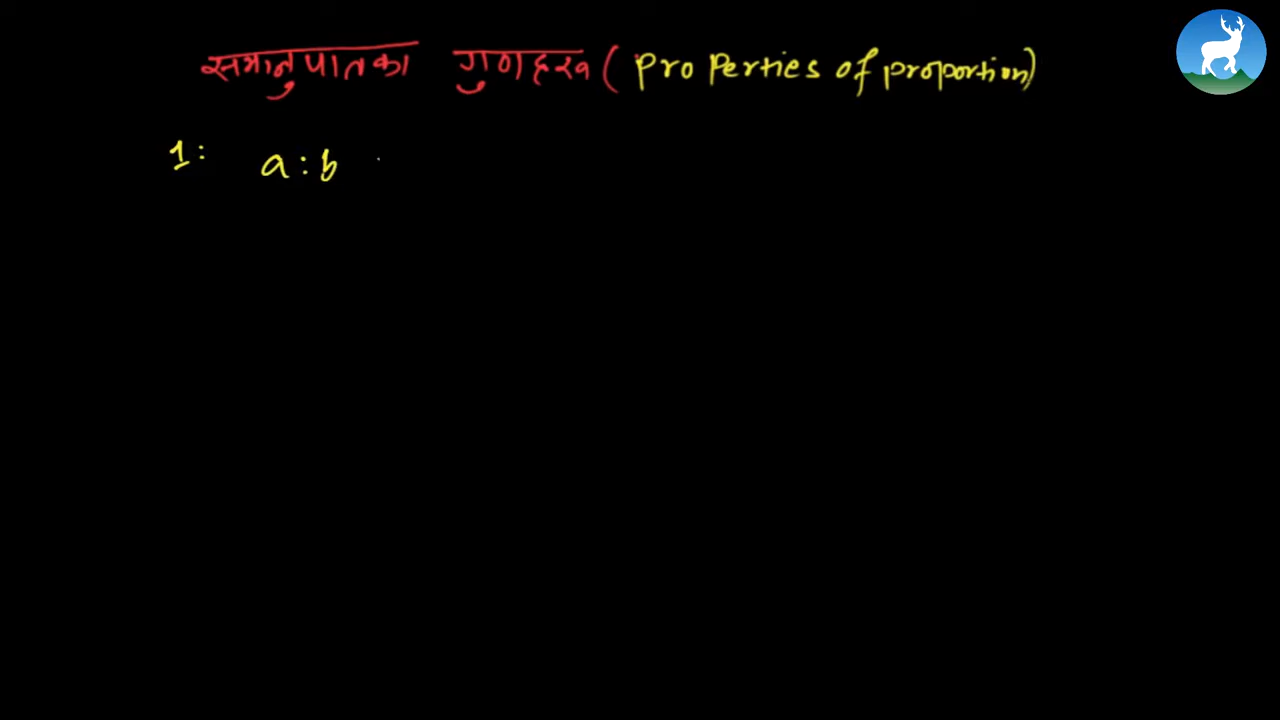 समानुपातका गुणहरु (properties of proportion)
1: a:b